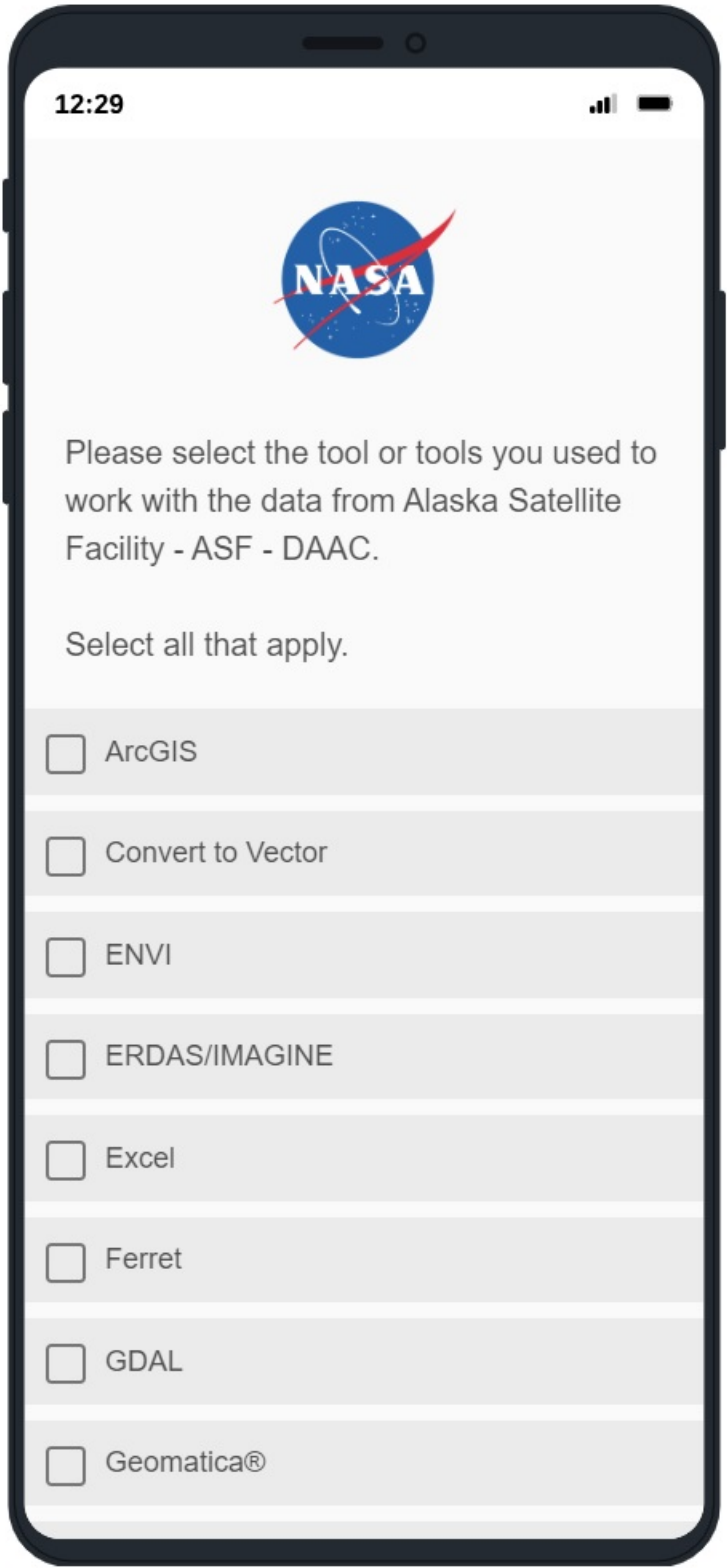 12:29
NASA
Please select the tool or tools you used to
work with the data from Alaska Satellite
Facility - ASF - DAAC.
Select all that apply.
ArcGIS
Convert to Vector
ENVI
ERDAS/IMAGINE
Excel
Ferret
GDAL
Geomatica®